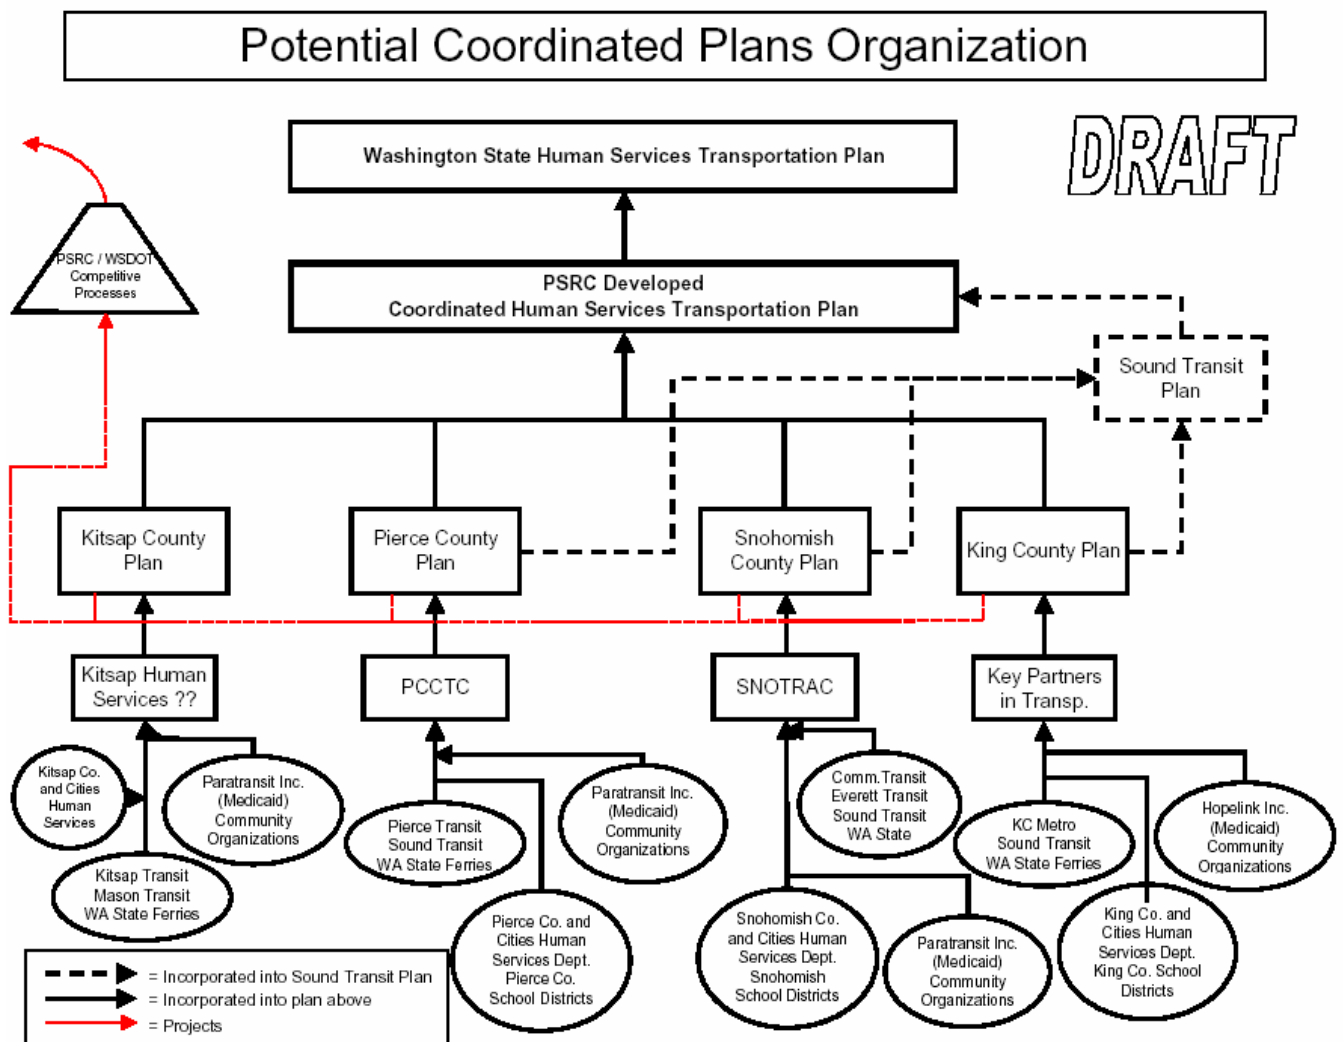 Potential Coordinated Plans Organization
DRAFT
Washington State Human Services Transportation Plan
PSRC / WSDOT
Competitive
Processes
PSRC Developed
Coordinated Human Services Transportation Plan
Sound Transit
Plan
Kitsap County
Plan
Pierce County
Plan
Snohomish
County Plan
King County Plan
Kitsap Human
Services ??
PCCTC
SNOTRAC
Key Partners
in Transp.
Kitsap Co.
and Cities
Human
Services
Paratransit Inc.
(Medicaid)
Community
Organizations
Kitsap Transit
Mason Transit
WA State Ferries
Pierce Transit
Sound Transit
WA State Ferries
Paratransit Inc.
(Medicaid)
Community
Organizations
Pierce Co. and
Cities Human
Services Dept.
Pierce Co.
School Districts
Comm.Transit
Everett Transit
Sound Transit
WA State
Snohomish Co.
and Cities Human
Services Dept.
Snohomish
School Districts
Paratransit Inc.
(Medicaid)
Community
Organizations
KC Metro
Sound Transit
WA State Ferries
Hopelink Inc.
(Medicaid)
Community
Organizations
King Co. and
Cities Human
Services Dept.
King Co. School
Districts
= Incorporated into Sound Transit Plan
= Incorporated into plan above
= Projects